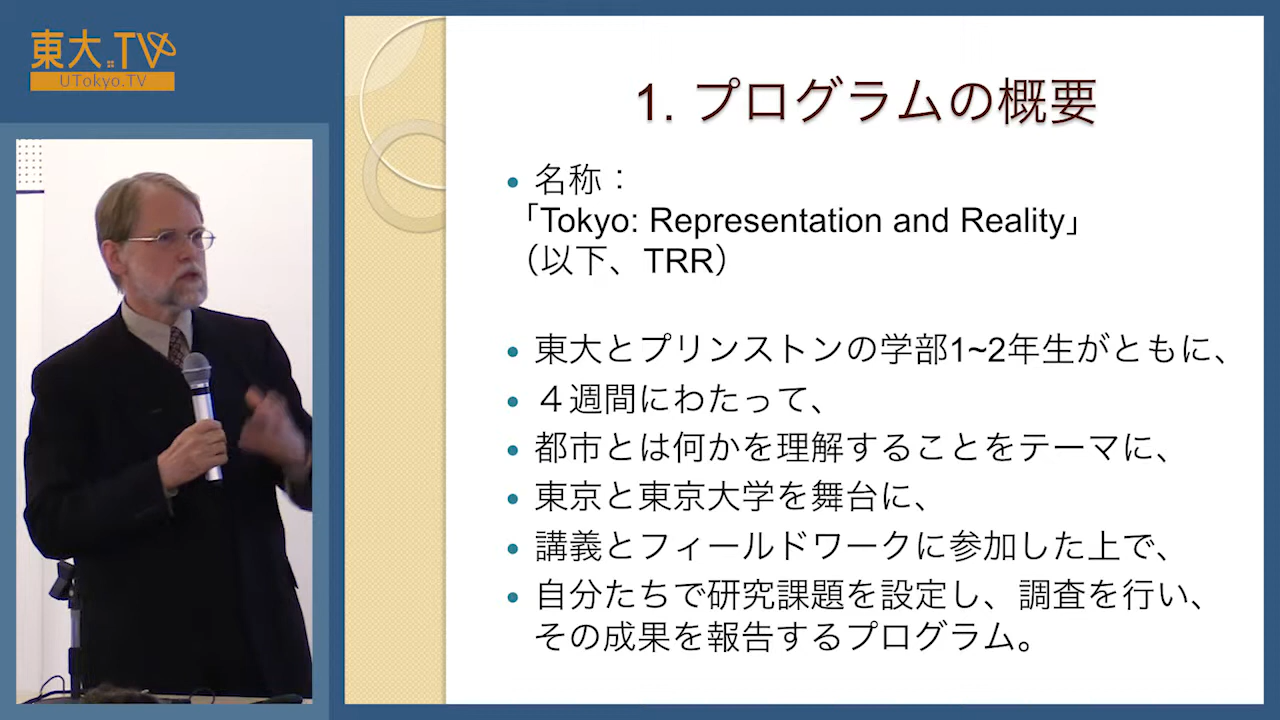 東大TV
UTokyo.TV
1. プログラムの概要
• 名称：
「Tokyo: Representation and Reality」
（以下、TRR）
• 東大とプリンストンの学部1~2年生がともに、
• ４週間にわたって、
• 都市とは何かを理解することをテーマに、
• 東京と東京大学を舞台に、
• 講義とフィールドワークに参加した上で、
• 自分たちで研究課題を設定し、調査を行い、
その成果を報告するプログラム。